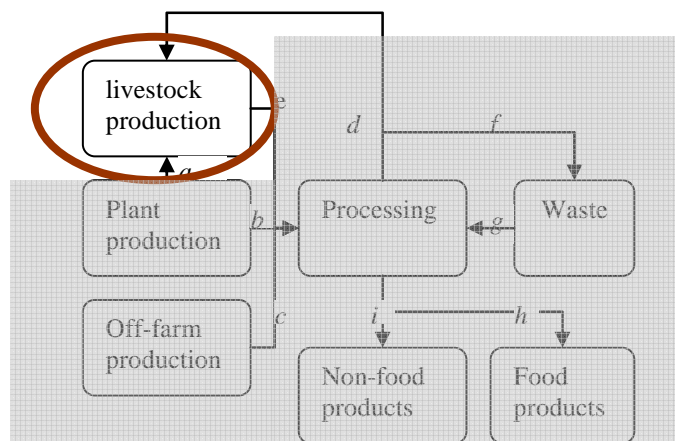 livestock
production
e
d
f
a
Plant
production
b
Processing
g
Waste
Off-farm
production
c
i
h
Non-food
products
Food
products